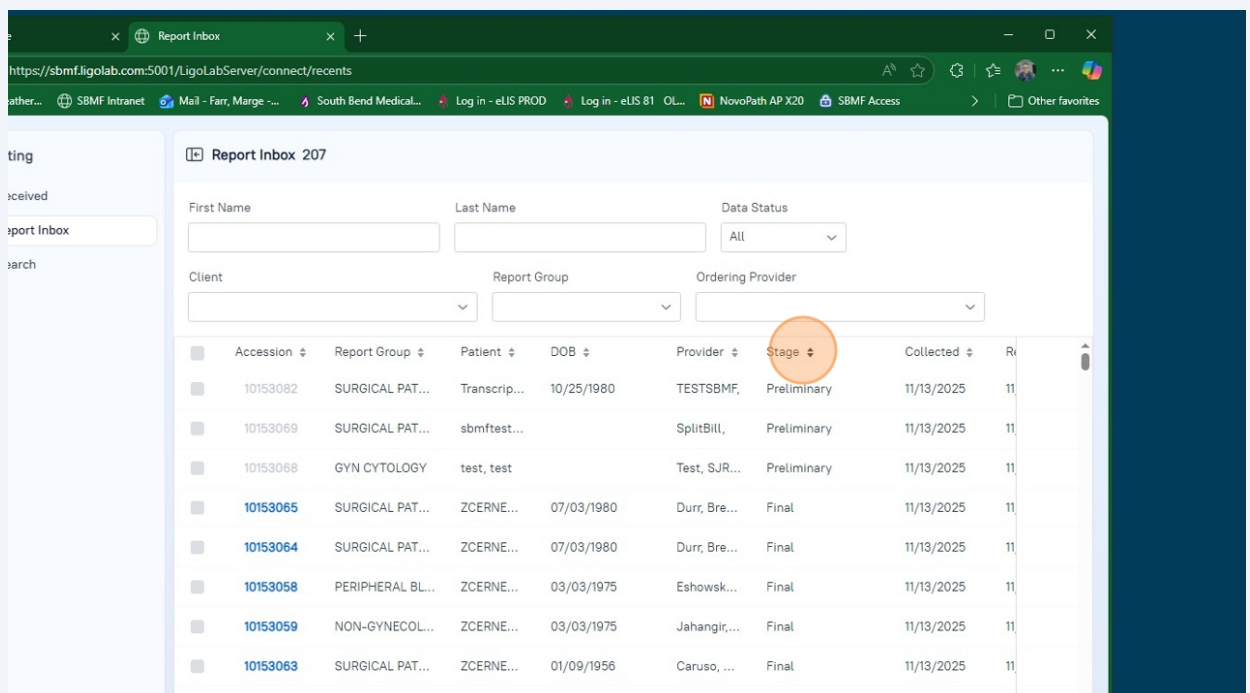 Report Inbox
https://sbmf.ligolab.com:5001/LigoLabServer/connect/recents
SBMF Intranet Mail - Farr, Marge -... South Bend Medical... Log in - eLIS PROD Log in - eLIS 81 OL... NovoPath AP X20 SBMF Access Other favorites
Report Inbox 207
First Name Last Name Data Status
All
Client Report Group Ordering Provider
Accession Report Group Patient DOB Provider Stage Collected
10153082 SURGICAL PAT... Transcrip... 10/25/1980 TESTSBMF, Preliminary 11/13/2025
10153069 SURGICAL PAT... sbmftest... SplitBill, Preliminary 11/13/2025
10153068 GYN CYTOLOGY test, test Test, SJR... Preliminary 11/13/2025
10153065 SURGICAL PAT... ZCERNE... 07/03/1980 Durr, Bre... Final 11/13/2025
10153064 SURGICAL PAT... ZCERNE... 07/03/1980 Durr, Bre... Final 11/13/2025
10153058 PERIPHERAL BL... ZCERNE... 03/03/1975 Eshowsk... Final 11/13/2025
10153059 NON-GYNECOL... ZCERNE... 03/03/1975 Jahangir,... Final 11/13/2025
10153063 SURGICAL PAT... ZCERNE... 01/09/1956 Caruso, ... Final 11/13/2025